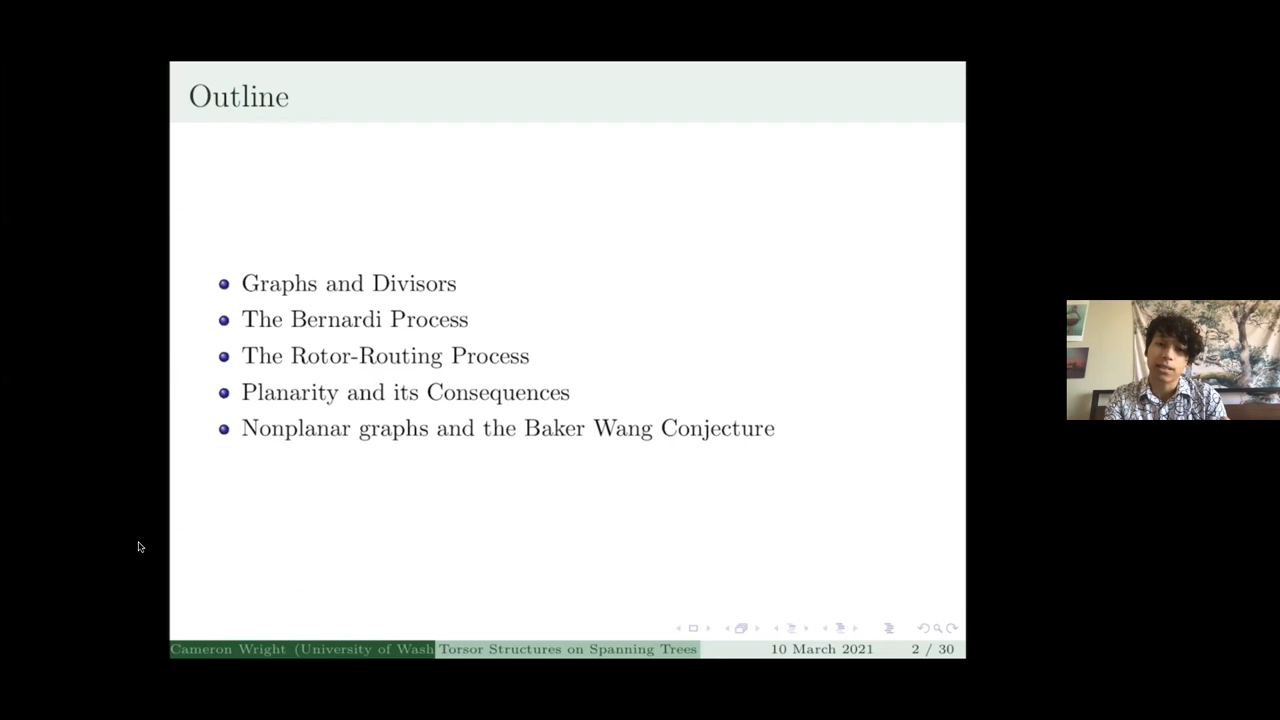 Outline
Graphs and Divisors
The Bernardi Process
The Rotor-Routing Process
Planarity and its Consequences
Nonplanar graphs and the Baker Wang Conjecture
Cameron Wright (University of Wash
Torsor Structures on Spanning Trees
10 March 2021
2 / 30